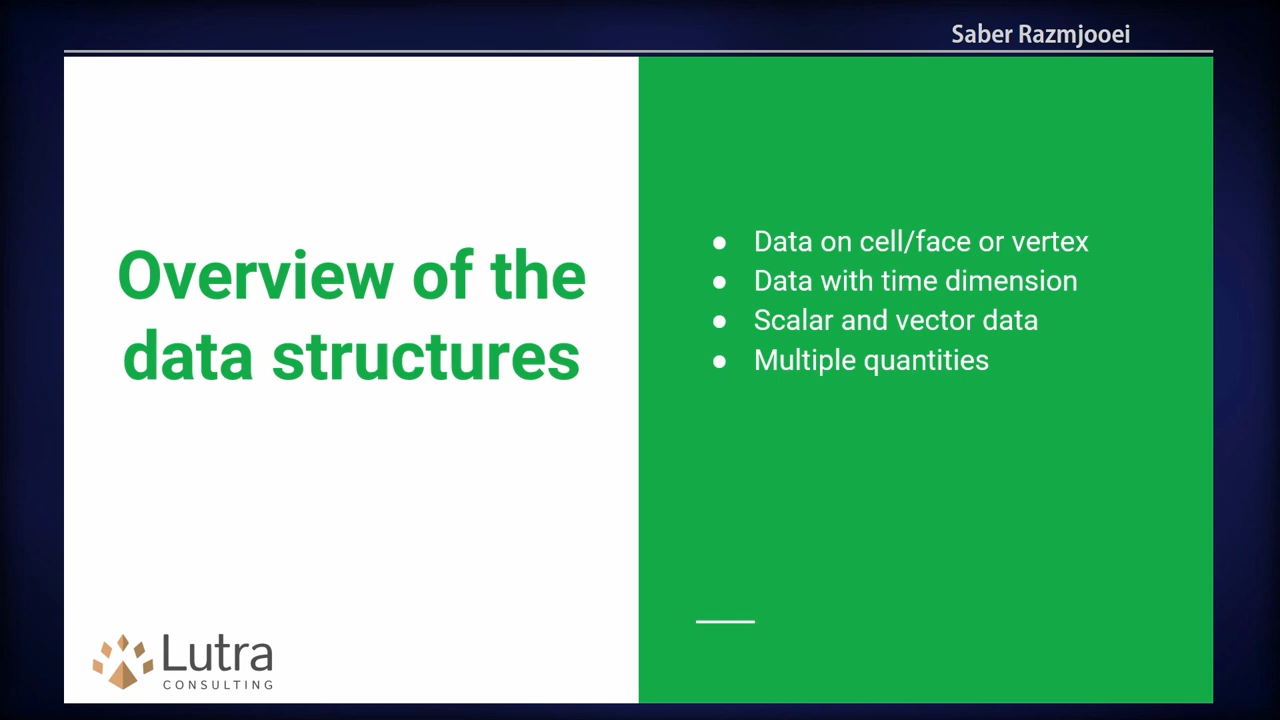 Saber Razmjooei
Overview of the
data structures
● Data on cell/face or vertex
● Data with time dimension
● Scalar and vector data
● Multiple quantities
Lutra
CONSULTING